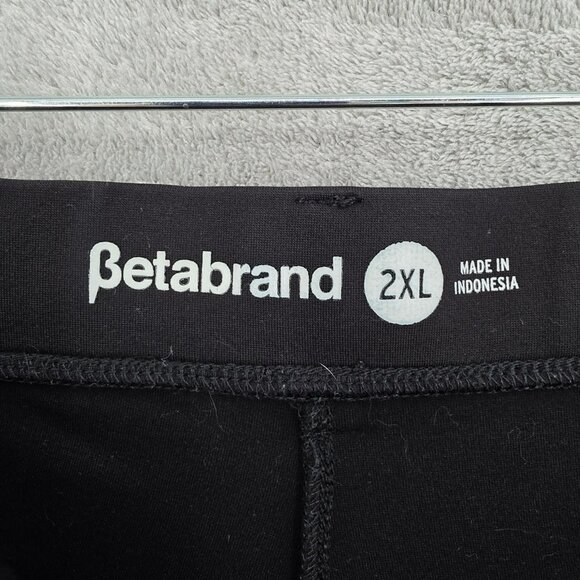 βetabrand
2XL
MADE IN
INDONESIA